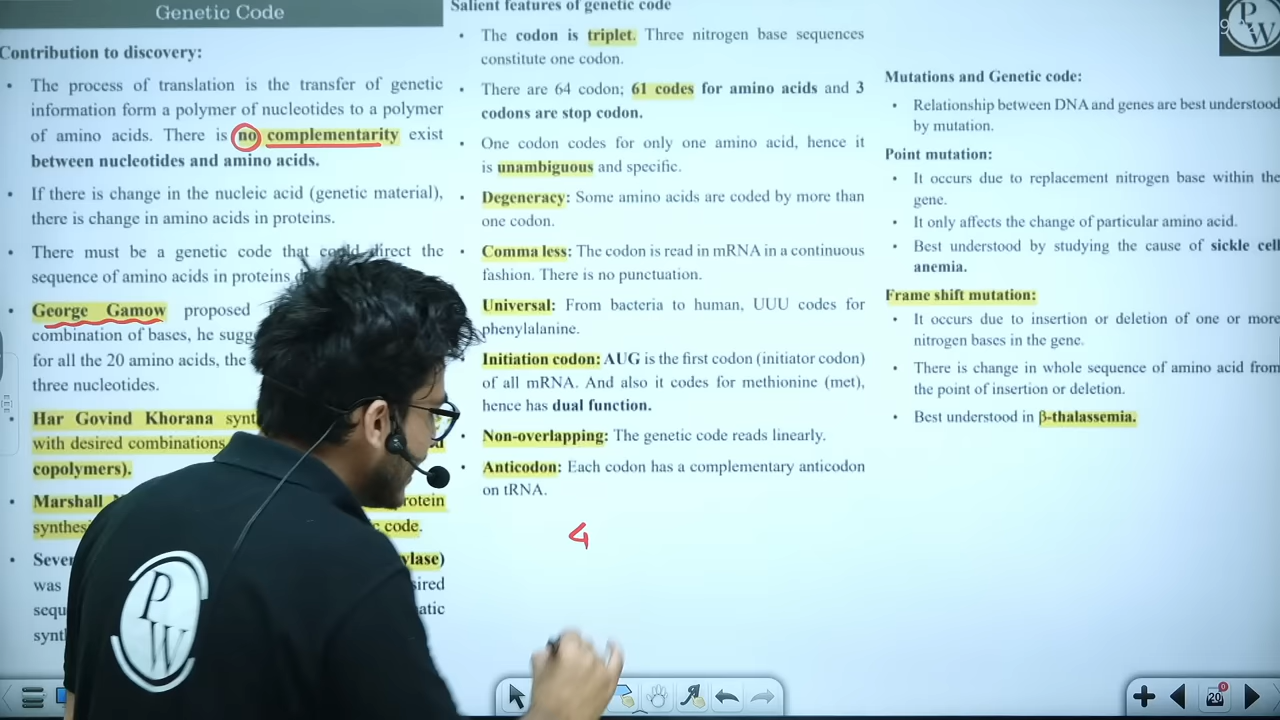 Genetic Code
Contribution to discovery:
• The process of translation is the transfer of genetic
information form a polymer of nucleotides to a polymer
of amino acids. There is no complementarity exist
between nucleotides and amino acids.
• If there is change in the nucleic acid (genetic material),
there is change in amino acids in proteins.
• There must be a genetic code that could direct the
sequence of amino acids in proteins
• George Gamow proposed
combination of bases, he
for all the 20 amino acids, the
three nucleotides.
• Har Govind Khorana
with desired combinations
copolymers).
• Marshall
code.
•
was
Salient features of genetic code
• The codon is triplet. Three nitrogen base sequences
constitute one codon.
• There are 64 codon; 61 codes for amino acids and 3
codons are stop codon.
• One codon codes for only one amino acid, hence it
is unambiguous and specific.
• Degeneracy: Some amino acids are coded by more than
one codon.
• Comma less: The codon is read in mRNA in a continuous
fashion. There is no punctuation.
• Universal: From bacteria to human, UUU codes for
phenylalanine.
• Initiation codon: AUG is the first codon (initiator codon)
of all mRNA. And also it codes for methionine (met),
hence has dual function.
• Non-overlapping: The genetic code reads linearly.
• Anticodon: Each codon has a complementary anticodon
on tRNA.
Mutations and Genetic code:
• Relationship between DNA and genes are best understood
by mutation.
Point mutation:
• It occurs due to replacement nitrogen base within the
gene.
• It only affects the change of particular amino acid.
• Best understood by studying the cause of sickle cell
anemia.
Frame shift mutation:
• It occurs due to insertion or deletion of one or more
nitrogen bases in the gene.
• There is change in whole sequence of amino acid from
the point of insertion or deletion.
• Best understood in β-thalassemia.
PW
PW
20
0